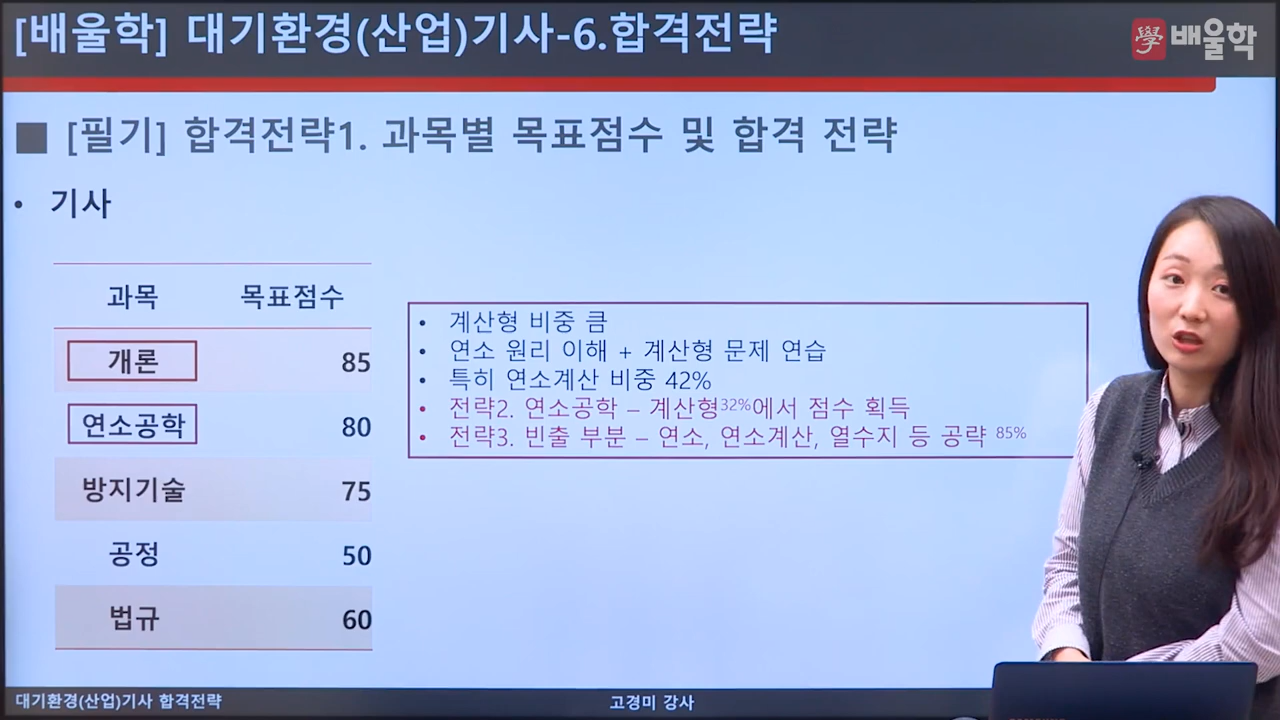 [배울학] 대기환경(산업)기사-6.합격전략
學 배울학
■ [필기] 합격전략1. 과목별 목표점수 및 합격 전략
• 기사
과목 목표점수
개론 85
연소공학 80
방지기술 75
공정 50
법규 60
• 계산형 비중 큼
• 연소 원리 이해 + 계산형 문제 연습
• 특히 연소계산 비중 42%
• 전략2. 연소공학 – 계산형32%에서 점수 획득
• 전략3. 빈출 부분 – 연소, 연소계산, 열수지 등 공략 85%
대기환경(산업)기사 합격전략
고경미 강사